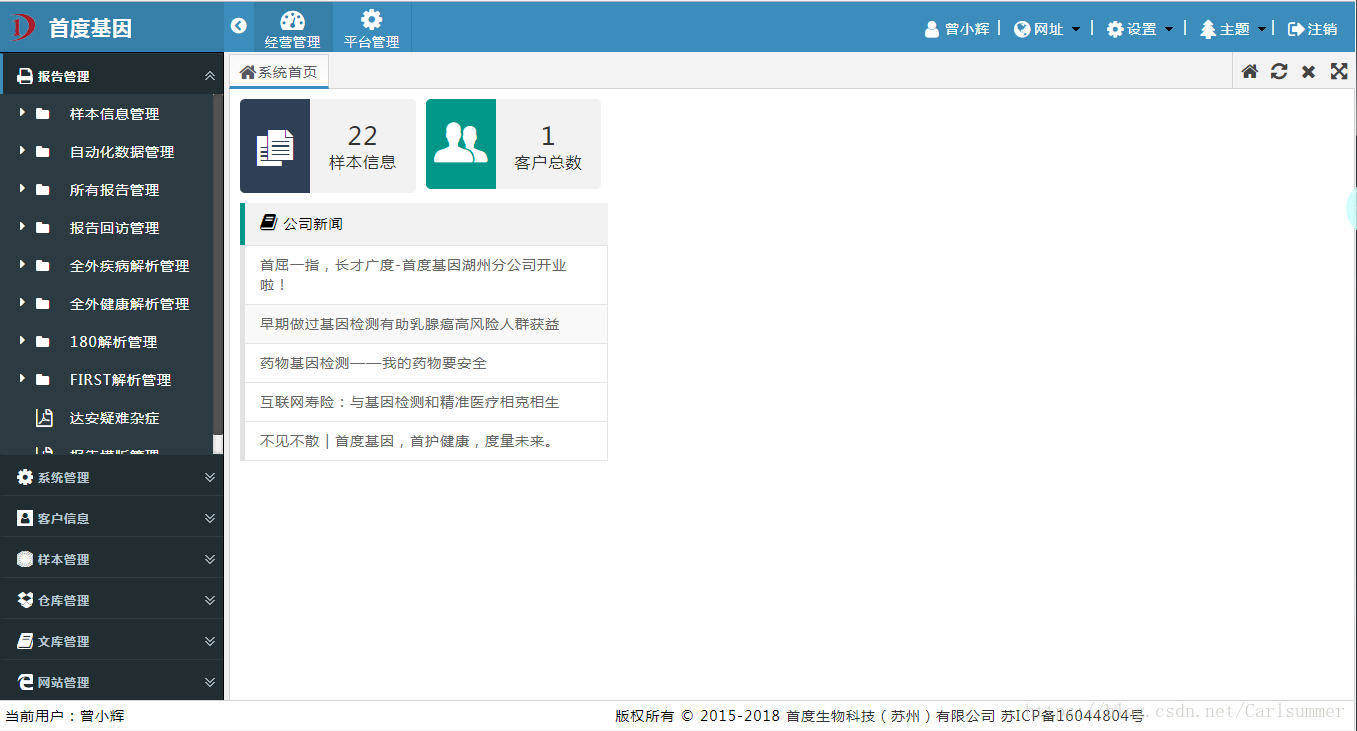 首度基因
经营管理
平台管理
曾小辉
网址
设置
主题
注销
报告管理
样本信息管理
自动化数据管理
所有报告管理
报告回访管理
全外疾病解析管理
全外健康解析管理
180解析管理
FIRST解析管理
达安疑难杂症
报告模版管理
系统管理
客户信息
样本管理
仓库管理
文库管理
网站管理
系统首页
22
样本信息
1
客户总数
公司新闻
首屈一指，长才广度-首度基因湖州分公司开业
啦！
早期做过基因检测有助乳腺癌高风险人群获益
药物基因检测——我的药物要安全
互联网寿险：与基因检测和精准医疗相克相生
不见不散 | 首度基因，首护健康，度量未来。
当前用户：曾小辉
版权所有 © 2015-2018 首度生物科技（苏州）有限公司 苏ICP备16044804号
https://blog.csdn.net/Carlsummer